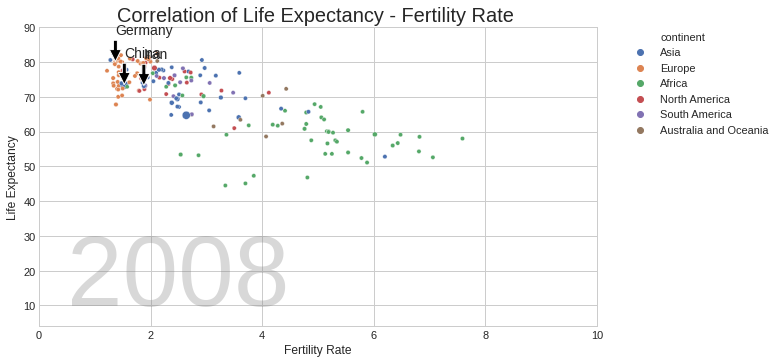 Correlation of Life Expectancy - Fertility Rate
Germany
China
Iran
90
80
70
60
50
40
30
20
10
0
2
4
6
8
10
Life Expectancy
Fertility Rate
2008
continent
Asia
Europe
Africa
North America
South America
Australia and Oceania